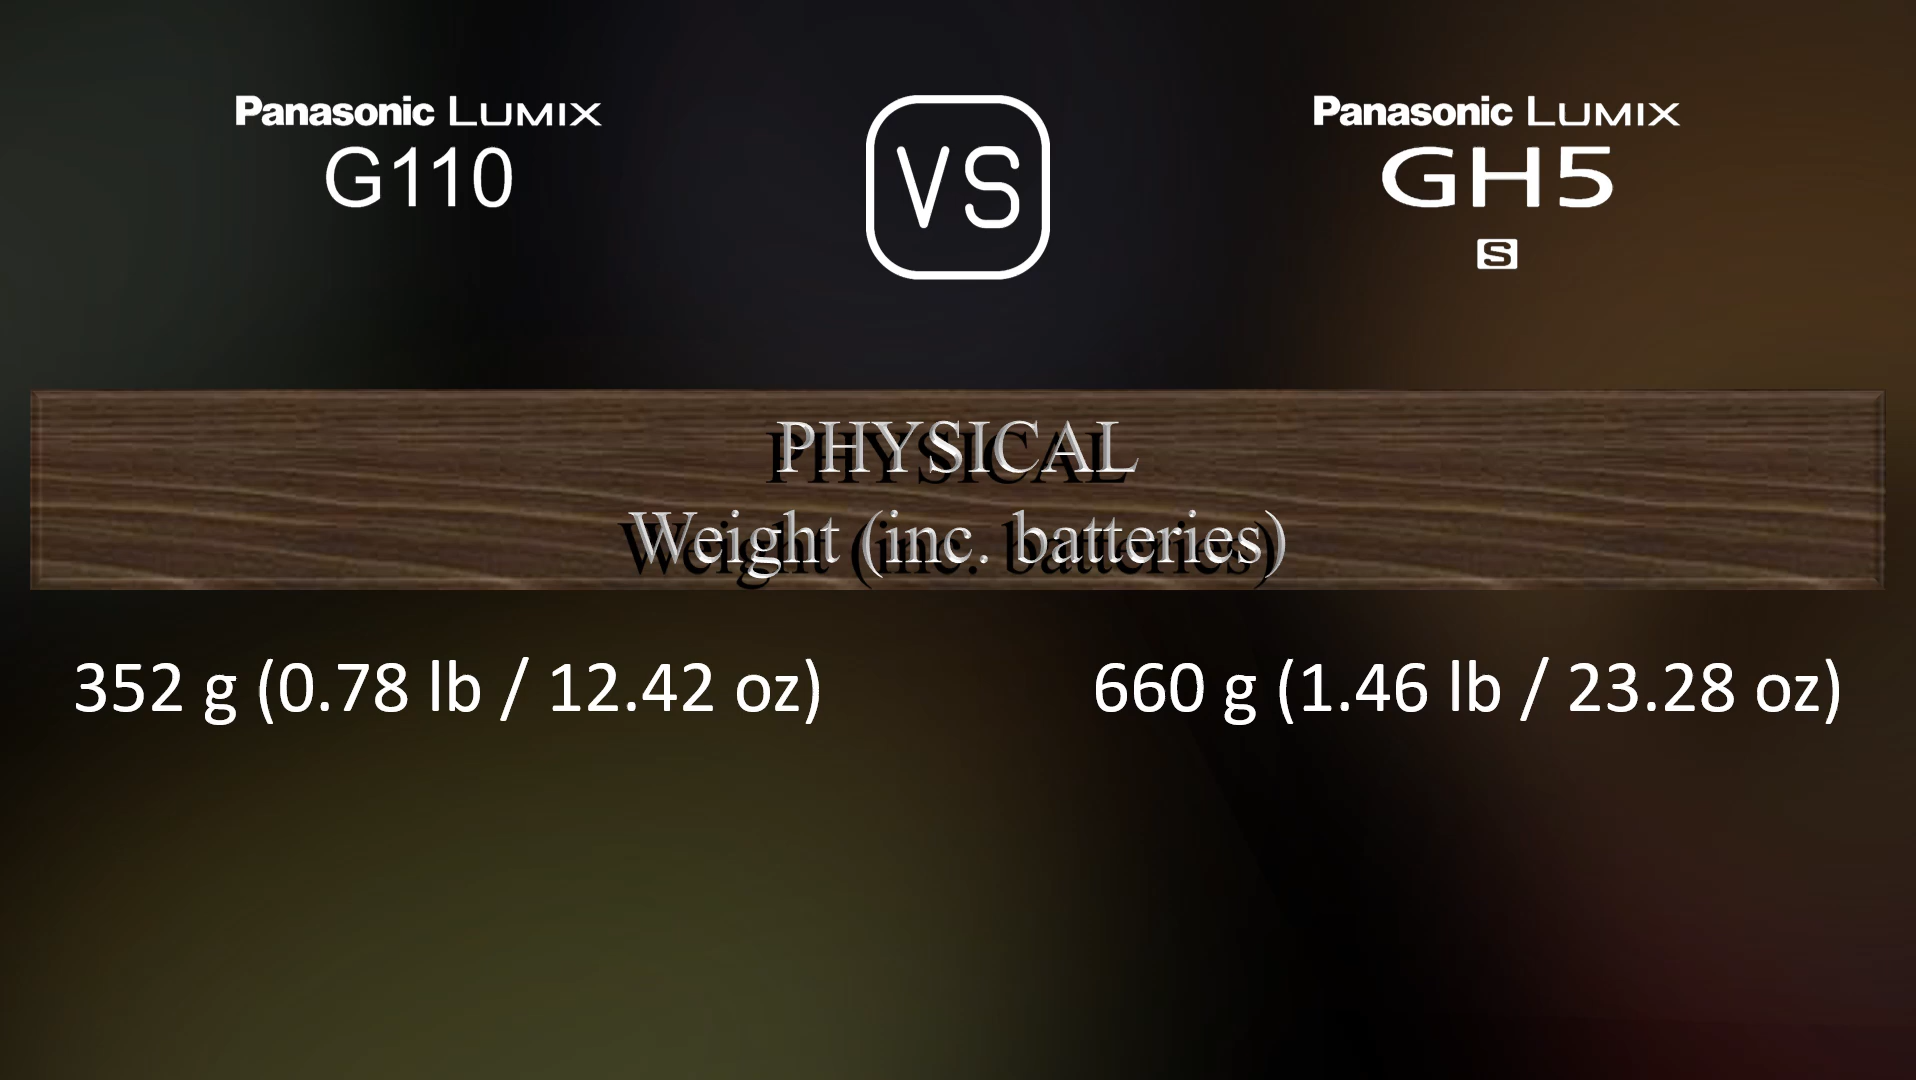 Panasonic LUMIX
G110
VS
Panasonic LUMIX
GH5
S
PHYSICAL
Weight (inc. batteries)
352 g (0.78 lb / 12.42 oz)
660 g (1.46 lb / 23.28 oz)